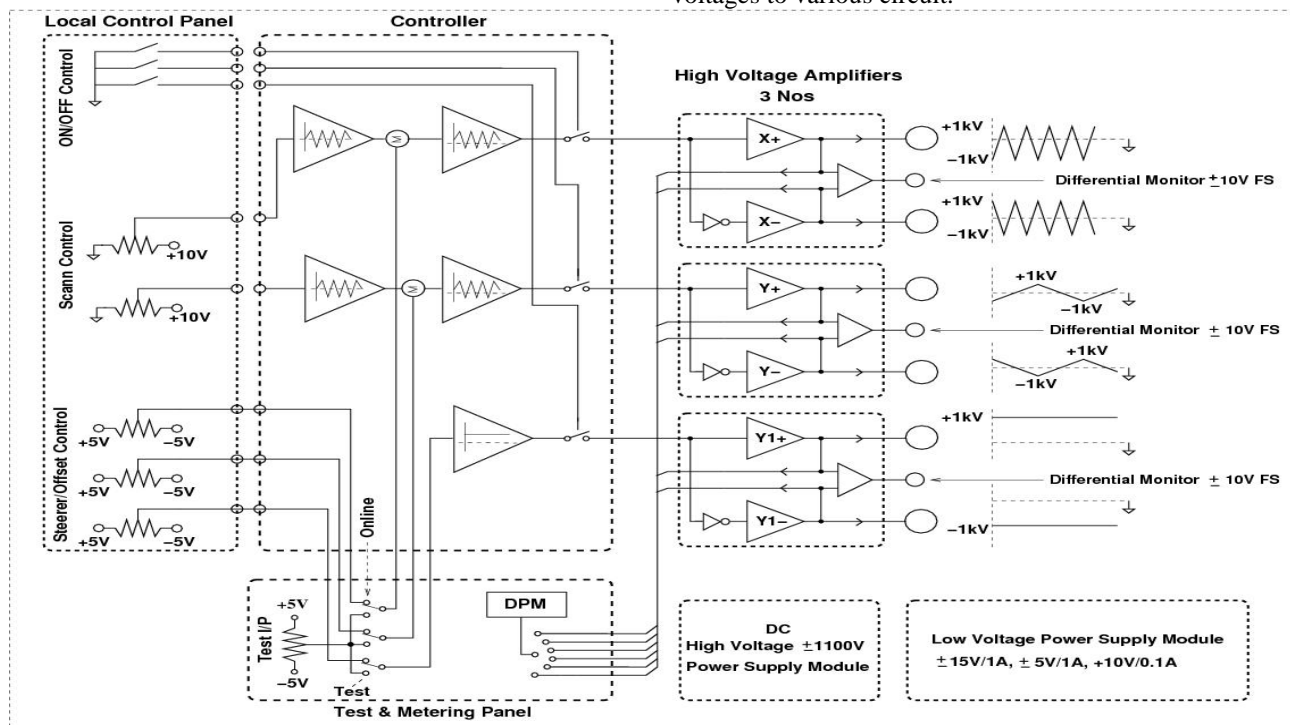 voltages to various circuit.
Local Control Panel
Controller
ON/OFF Control
Scann Control
+10V
+10V
Steerer/Offset Control
+5V −5V
+5V −5V
+5V −5V
M
M
Online
High Voltage Amplifiers
3 Nos
X+
X−
+1kV
−1kV
Differential Monitor ±10V FS
+1kV
−1kV
Y+
Y−
+1kV
−1kV
Differential Monitor ± 10V FS
+1kV
−1kV
Y1+
Y1−
+1kV
Differential Monitor ± 10V FS
−1kV
Test I/P
+5V
−5V
Test
DPM
Test & Metering Panel
DC
High Voltage ±1100V
Power Supply Module
Low Voltage Power Supply Module
±15V/1A, ± 5V/1A, +10V/0.1A